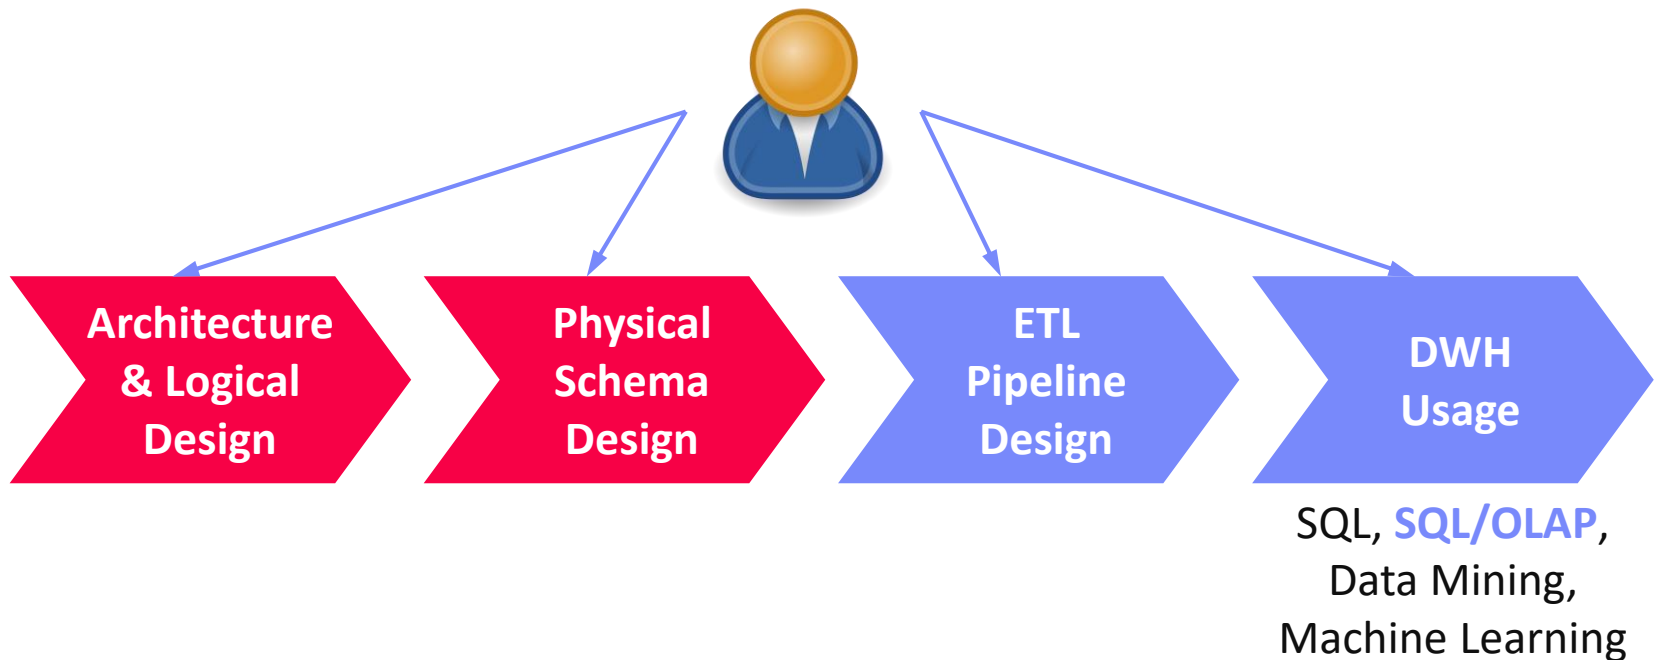 Architecture
& Logical
Design
Physical
Schema
Design
ETL
Pipeline
Design
DWH
Usage
SQL, SQL/OLAP,
Data Mining,
Machine Learning